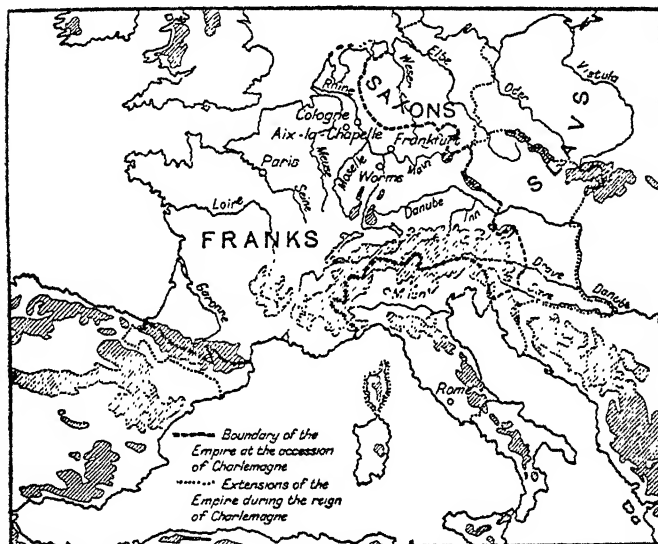 Rhine
Weser
Elbe
Vistula
SAXONS
Oder
SLAVS
Cologne
Aix-la-Chapelle
Frankfurt
Main
Paris
Meuse
Moselle
Worms
Seine
Loire
Danube
Inn
FRANKS
Drave
Save
Danube
Garonne
Milan
Rome
Boundary of the
Empire at the accession
of Charlemagne
Extensions of the
Empire during the reign
of Charlemagne